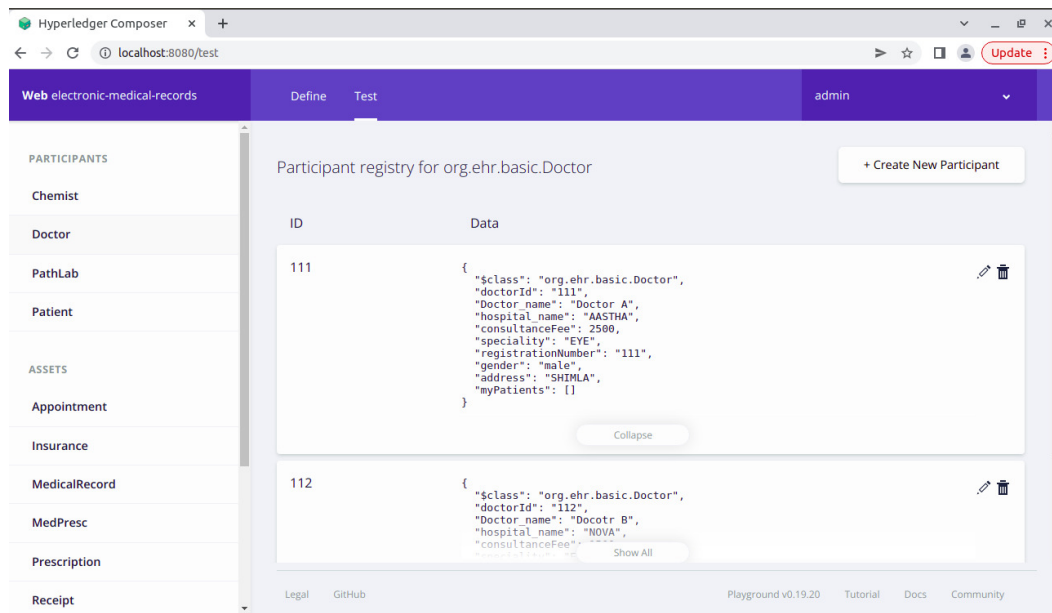 Hyperledger Composer
localhost:8080/test
Update
Web electronic-medical-records
Define
Test
admin
PARTICIPANTS
Chemist
Doctor
PathLab
Patient
ASSETS
Appointment
Insurance
MedicalRecord
MedPresc
Prescription
Receipt
Participant registry for org.ehr.basic.Doctor
+ Create New Participant
ID
Data
111
{
"$class": "org.ehr.basic.Doctor",
"doctorId": "111",
"Doctor_name": "Doctor A",
"hospital_name": "AASTHA",
"consultanceFee": 2500,
"speciality": "EYE",
"registrationNumber": "111",
"gender": "male",
"address": "SHIMLA",
"myPatients": []
}
Collapse
112
{
"$class": "org.ehr.basic.Doctor",
"doctorId": "112",
"Doctor_name": "Docotr B",
"hospital_name": "NOVA",
"consultanceFee":
Show All
Legal
GitHub
Playground v0.19.20
Tutorial
Docs
Community